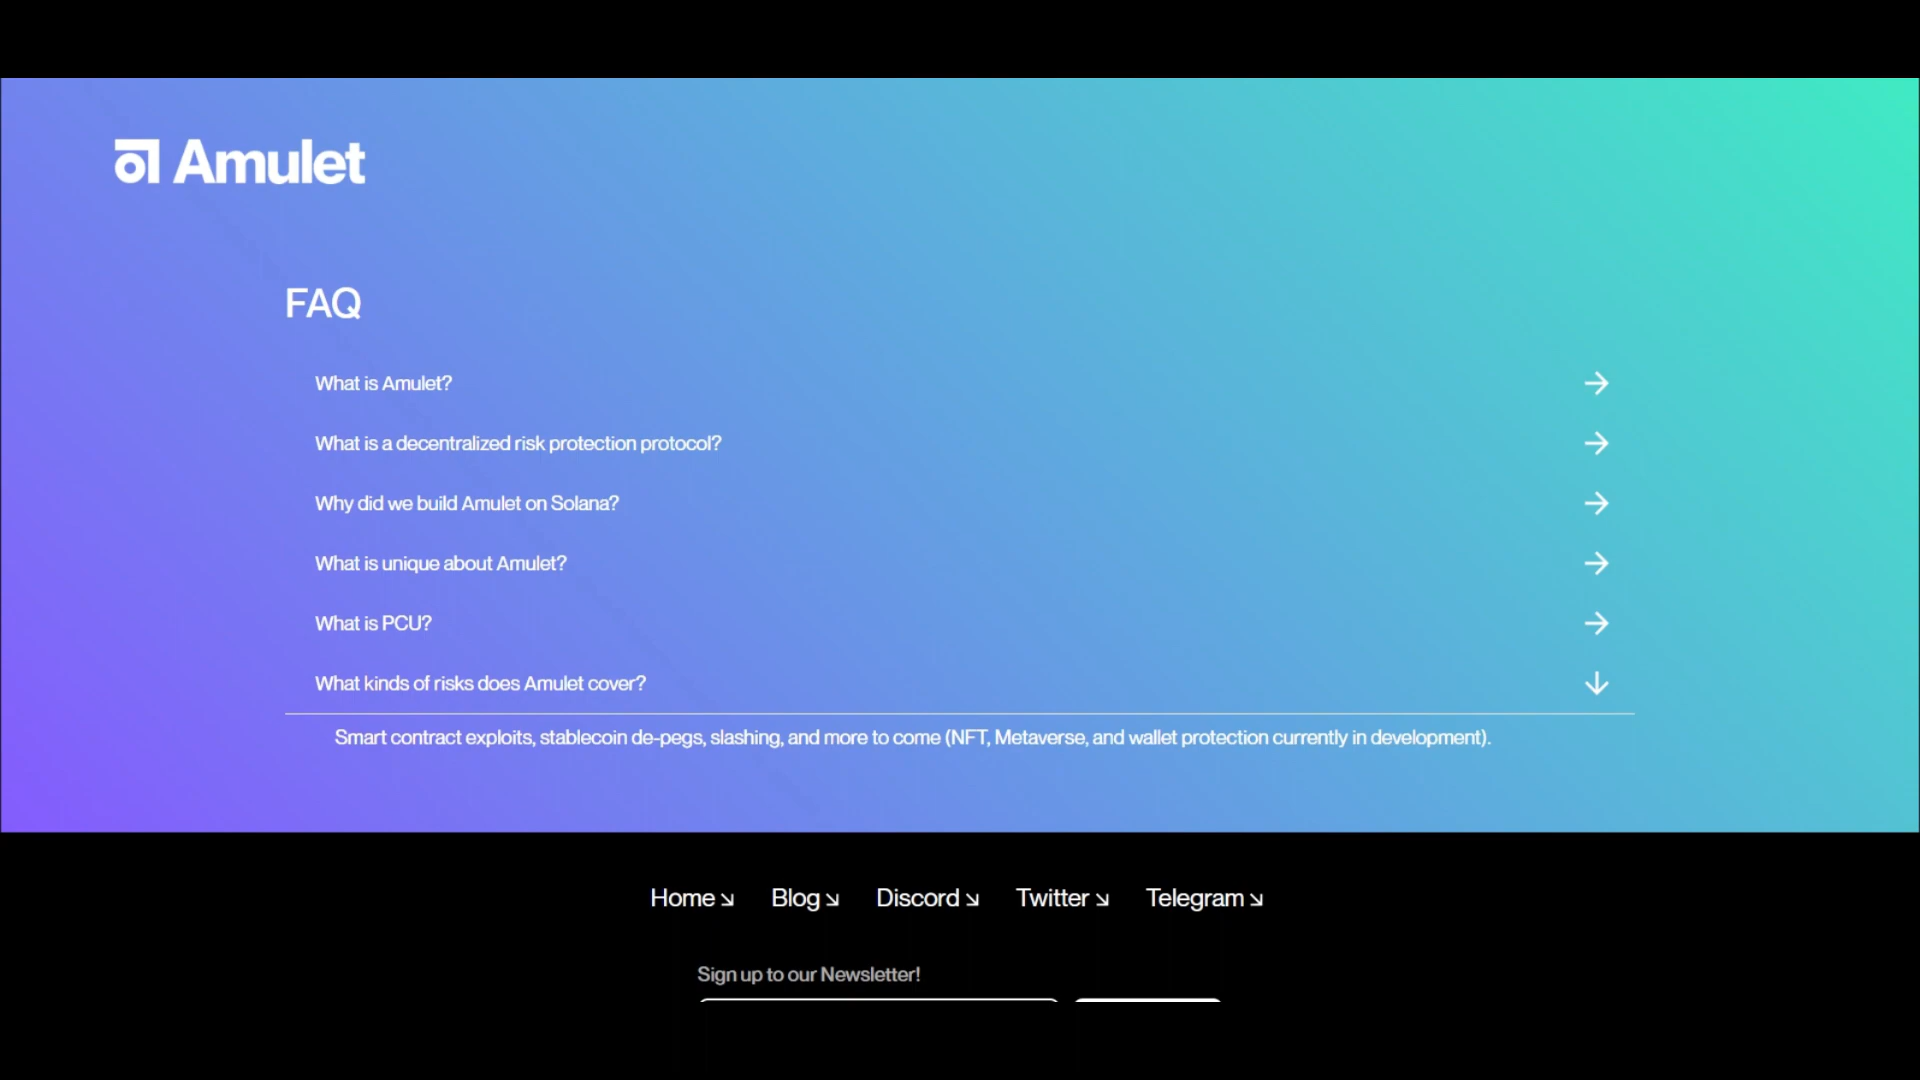 Amulet
FAQ
What is Amulet?
What is a decentralized risk protection protocol?
Why did we build Amulet on Solana?
What is unique about Amulet?
What is PCU?
What kinds of risks does Amulet cover?
Smart contract exploits, stablecoin de-pegs, slashing, and more to come (NFT, Metaverse, and wallet protection currently in development).
Home Blog Discord Twitter Telegram
Sign up to our Newsletter!